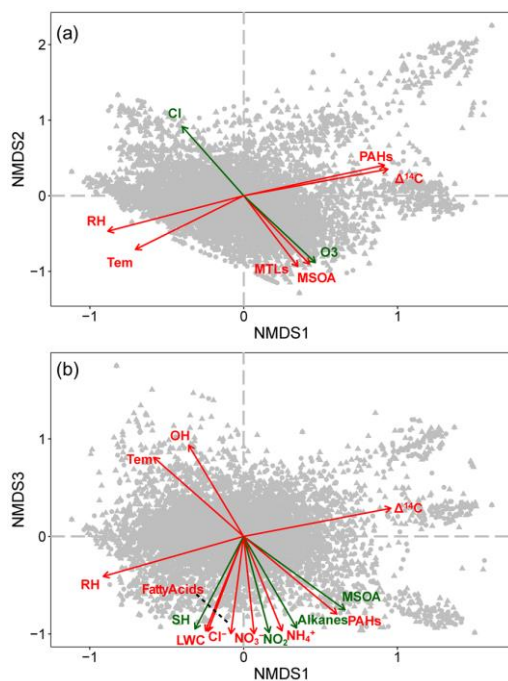 (a)
2
1
0
−1
NMDS2
Cl
PAHs
Δ¹⁴C
RH
Tem
O3
MTLs
MSOA
−1
0
1
NMDS1
(b)
1
0
−1
NMDS3
OH
Tem
Δ¹⁴C
RH
FattyAcids
MSOA
SH
Alkanes
PAHs
LWC
Cl⁻
NO₃⁻
NO₂⁻
NH₄⁺
−1
0
1
NMDS1